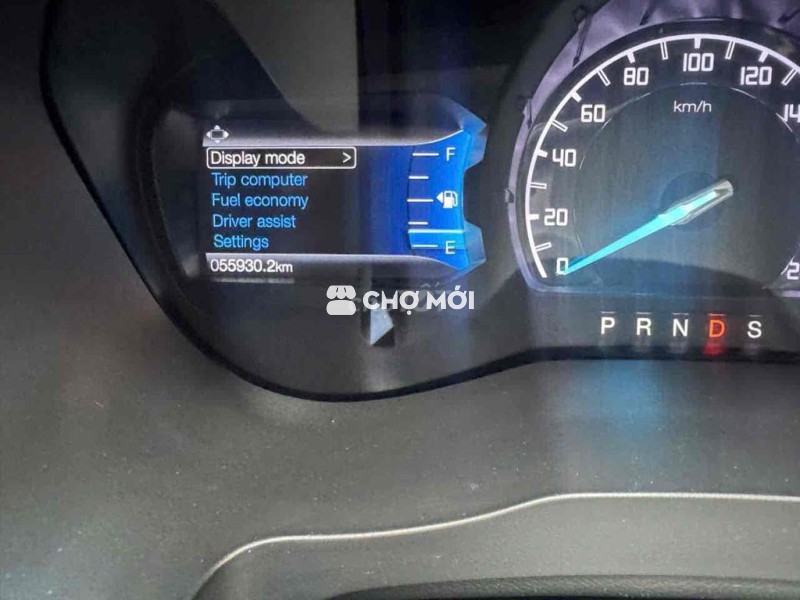 Display mode >
Trip computer
Fuel economy
Driver assist
Settings
055930.2km
F
E
0
20
40
60
80
100
120
km/h
P R N D S
CHỢ MỚI